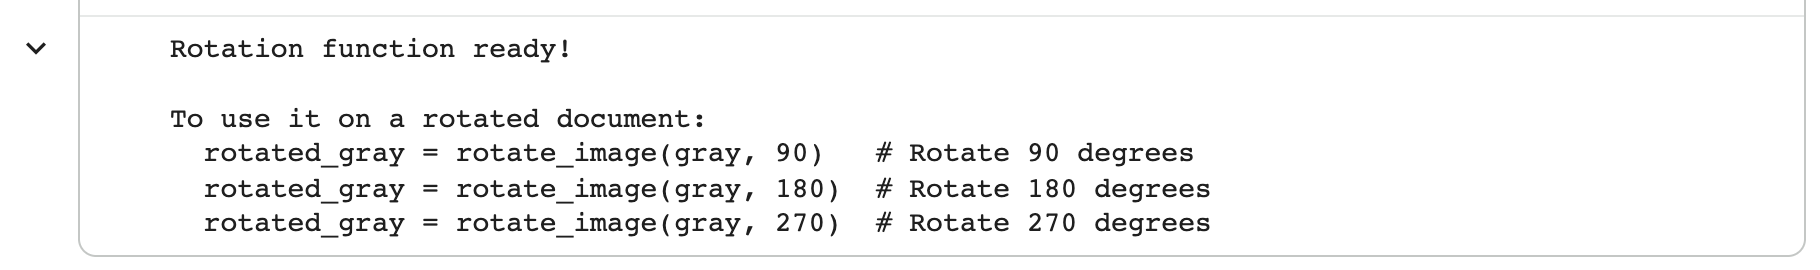 Rotation function ready!

To use it on a rotated document:
  rotated_gray = rotate_image(gray, 90)   # Rotate 90 degrees
  rotated_gray = rotate_image(gray, 180)  # Rotate 180 degrees
  rotated_gray = rotate_image(gray, 270)  # Rotate 270 degrees